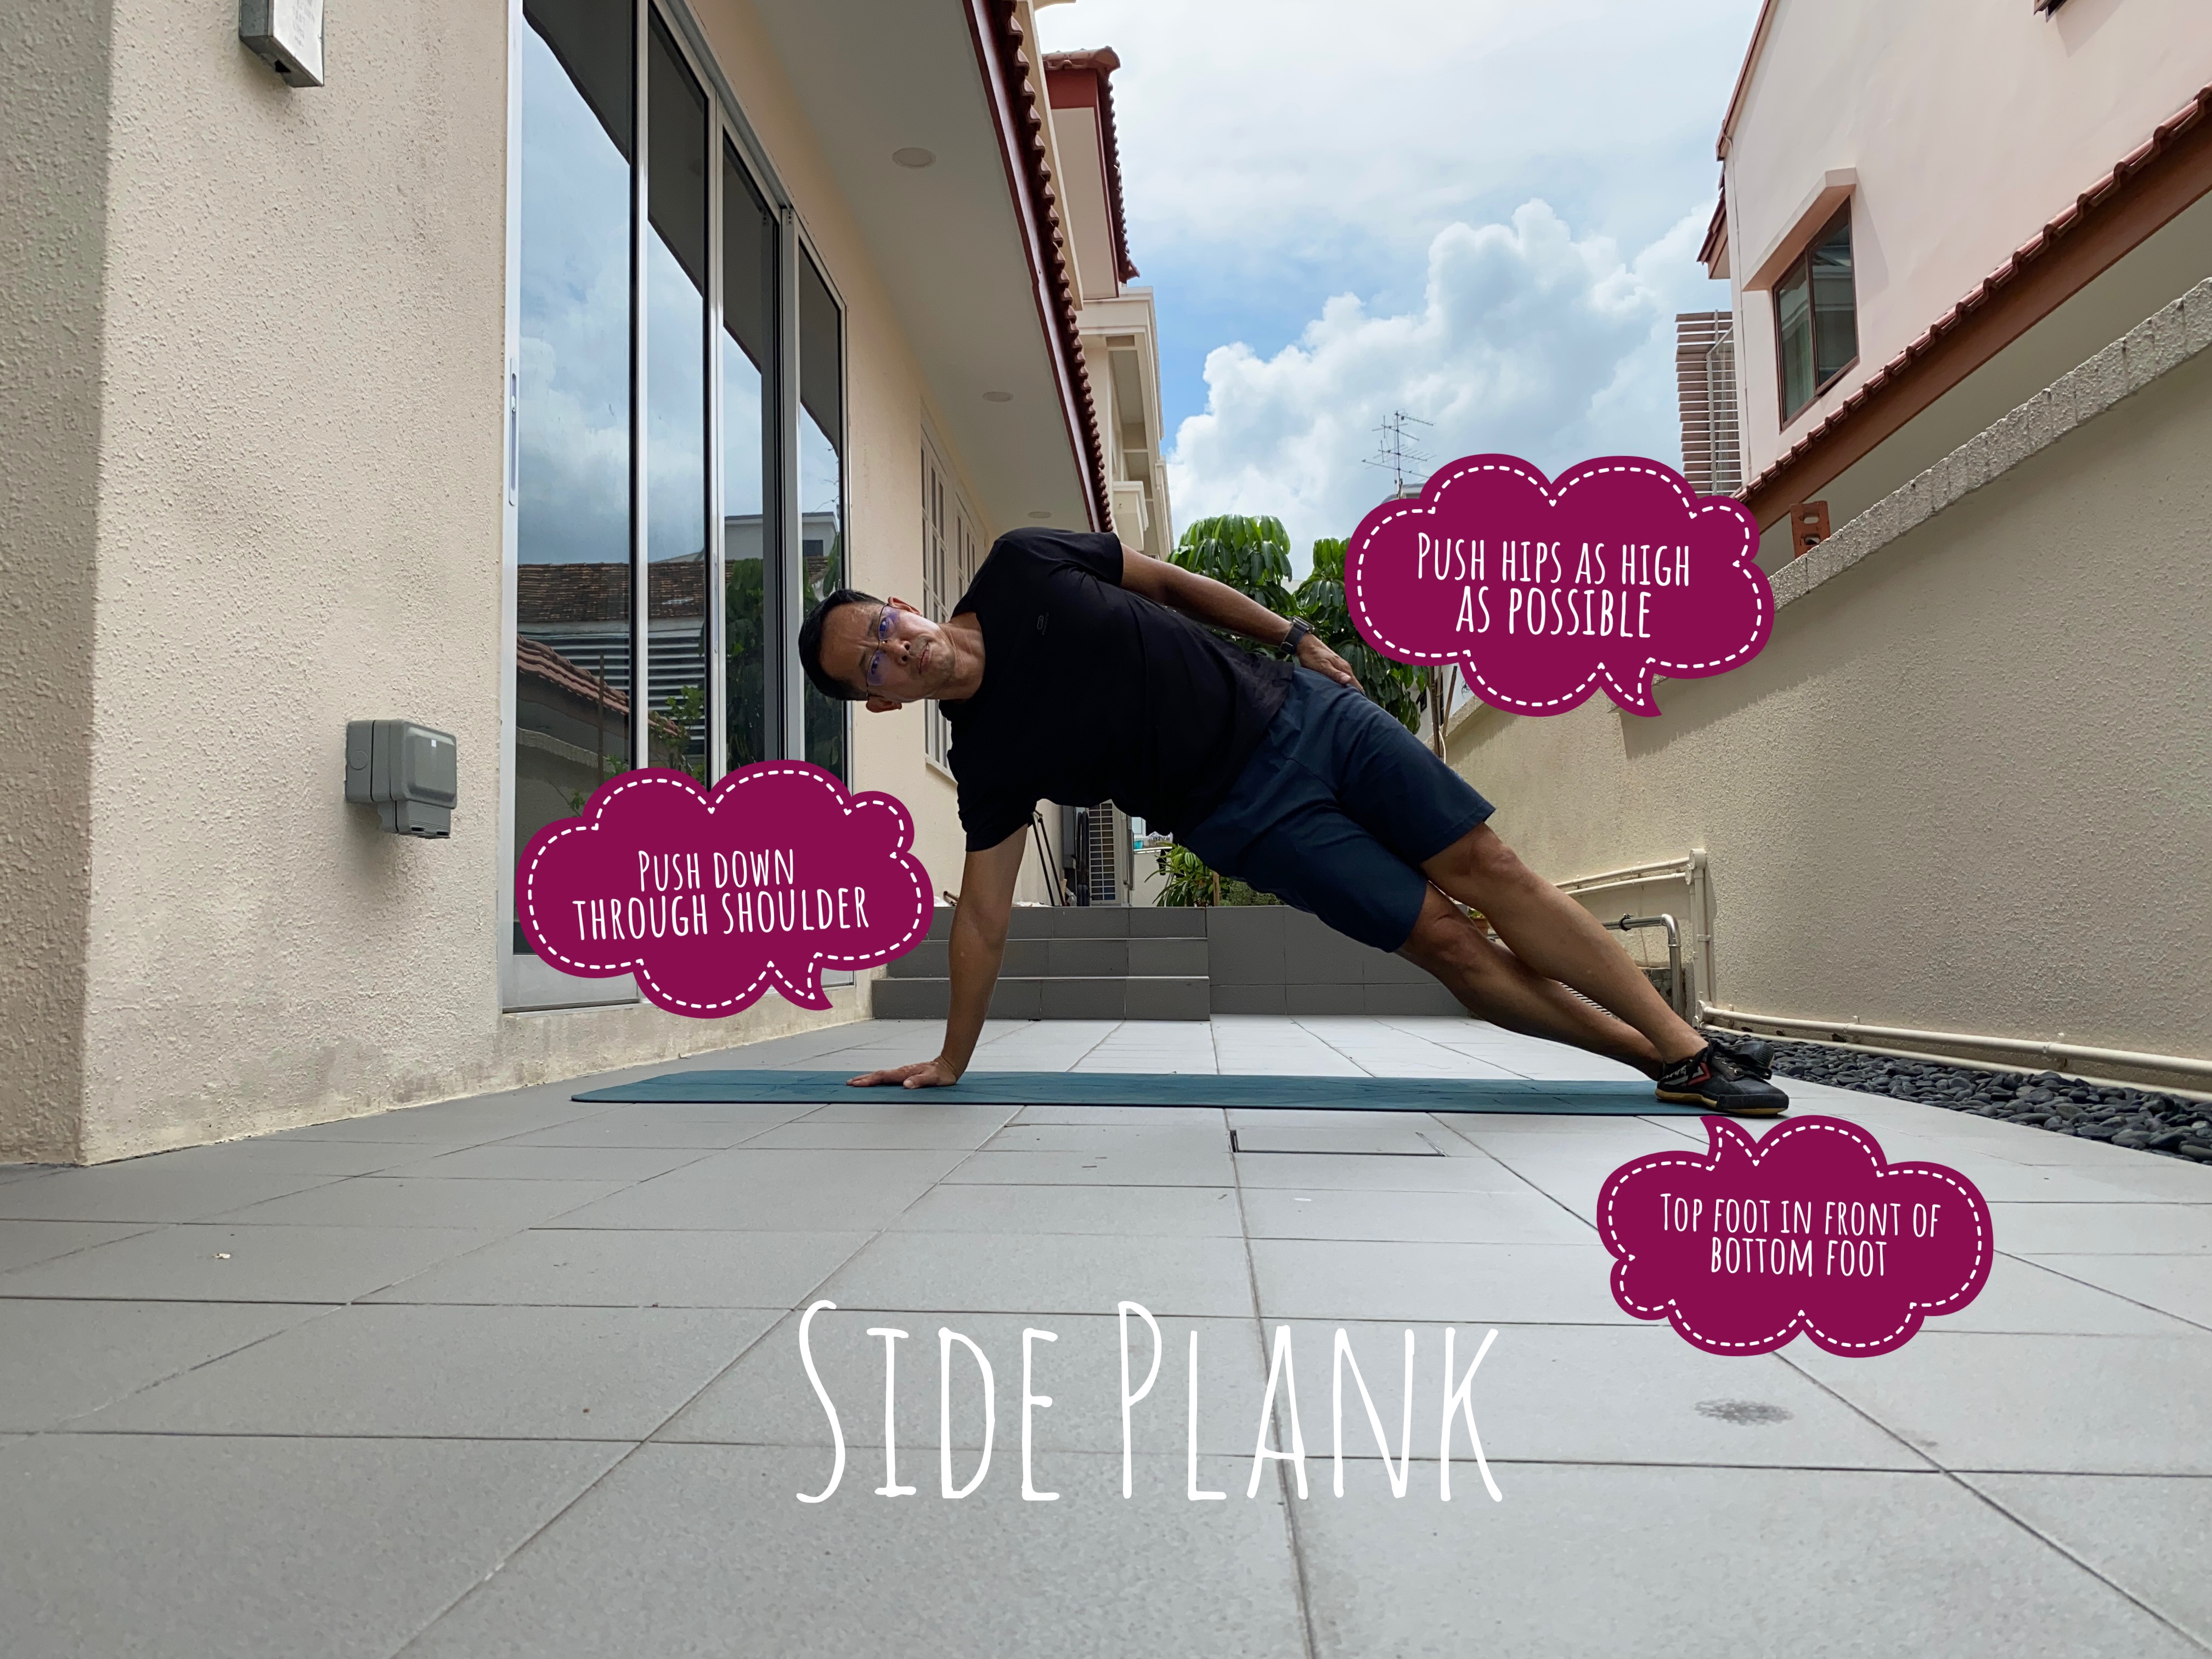 Push hips as high
as possible
Push down
through shoulder
Top foot in front of
bottom foot
Side Plank